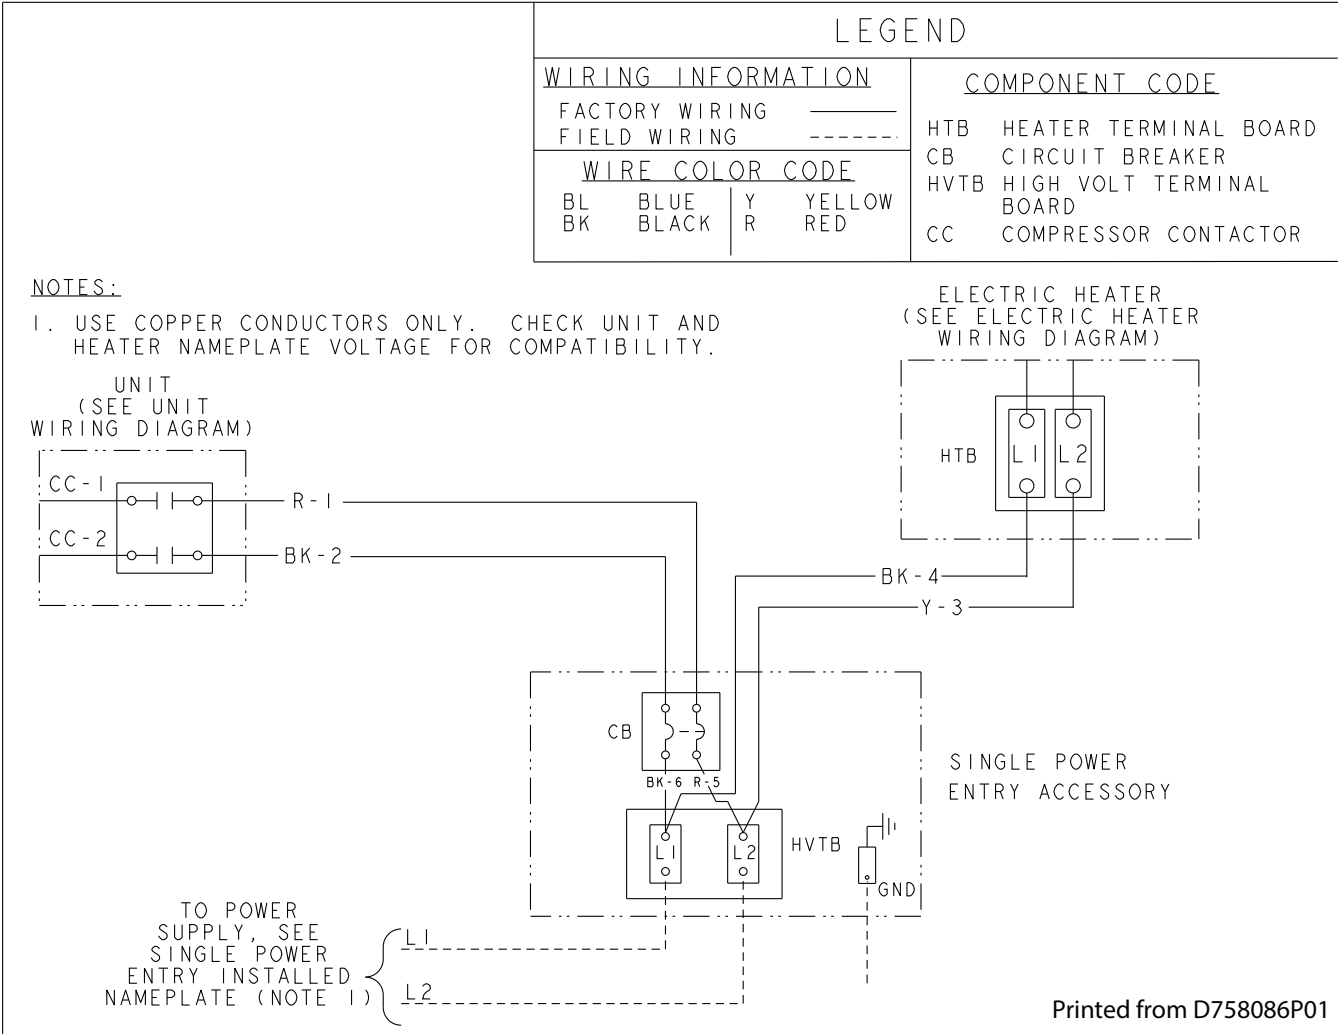 LEGEND
WIRING INFORMATION
FACTORY WIRING
FIELD WIRING
WIRE COLOR CODE
BL BLUE Y YELLOW
BK BLACK R RED
COMPONENT CODE
HTB HEATER TERMINAL BOARD
CB CIRCUIT BREAKER
HVTB HIGH VOLT TERMINAL
BOARD
CC COMPRESSOR CONTACTOR
NOTES:
1. USE COPPER CONDUCTORS ONLY. CHECK UNIT AND
HEATER NAMEPLATE VOLTAGE FOR COMPATIBILITY.
ELECTRIC HEATER
(SEE ELECTRIC HEATER
WIRING DIAGRAM)
HTB
L1 L2
UNIT
(SEE UNIT
WIRING DIAGRAM)
CC-1
R-1
CC-2
BK-2
BK-4
Y-3
CB
BK-6 R-5
L1 L2
HVTB
GND
SINGLE POWER
ENTRY ACCESSORY
TO POWER
SUPPLY, SEE
SINGLE POWER
ENTRY INSTALLED
NAMEPLATE (NOTE 1)
L1
L2
Printed from D758086P01